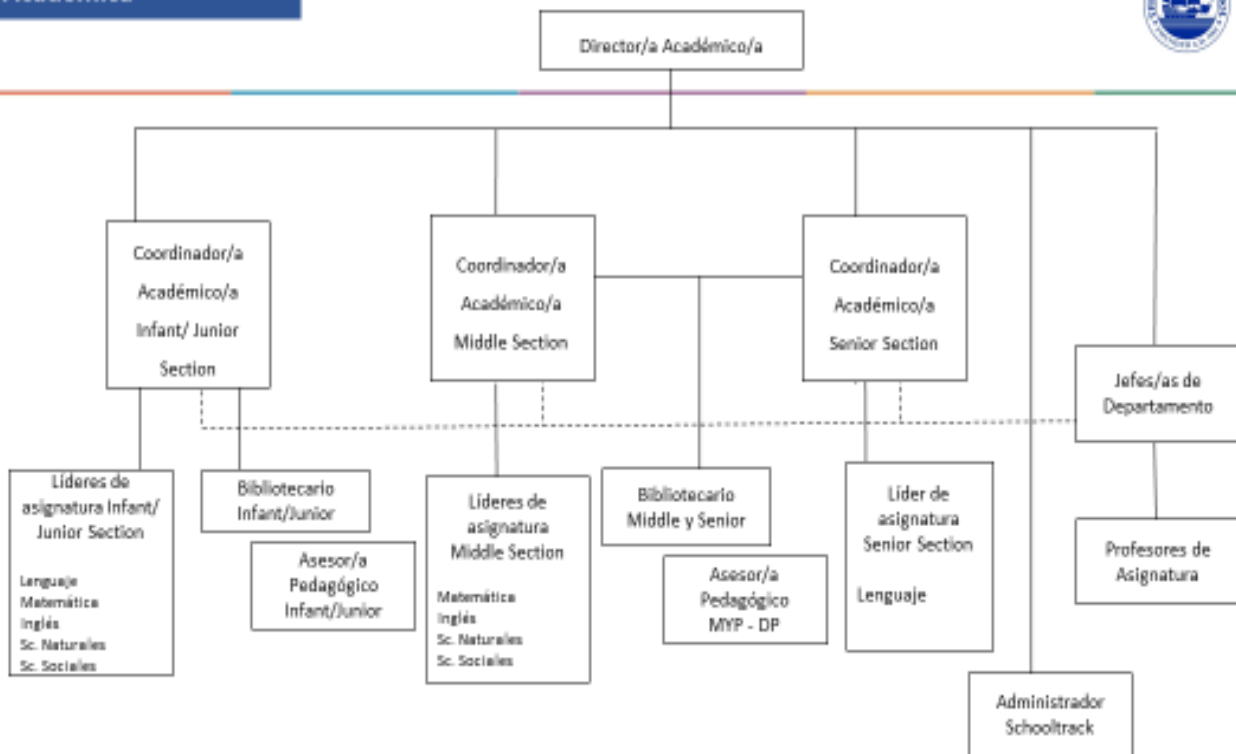 Director/a Académico/a
Coordinador/a
Académico/a
Infant/ Junior
Section
Coordinador/a
Académico/a
Middle Section
Coordinador/a
Académico/a
Senior Section
Jefes/as de
Departamento
Líderes de
asignatura Infant/
Junior Section
Lenguaje
Matemática
Inglés
Sc. Naturales
Sc. Sociales
Bibliotecario
Infant/Junior
Asesor/a
Pedagógico
Infant/Junior
Líderes de
asignatura
Middle Section
Matemática
Inglés
Sc. Naturales
Sc. Sociales
Bibliotecario
Middle y Senior
Asesor/a
Pedagógico
MYP - DP
Líder de
asignatura
Senior Section
Lenguaje
Profesores de
Asignatura
Administrador
Schooltrack